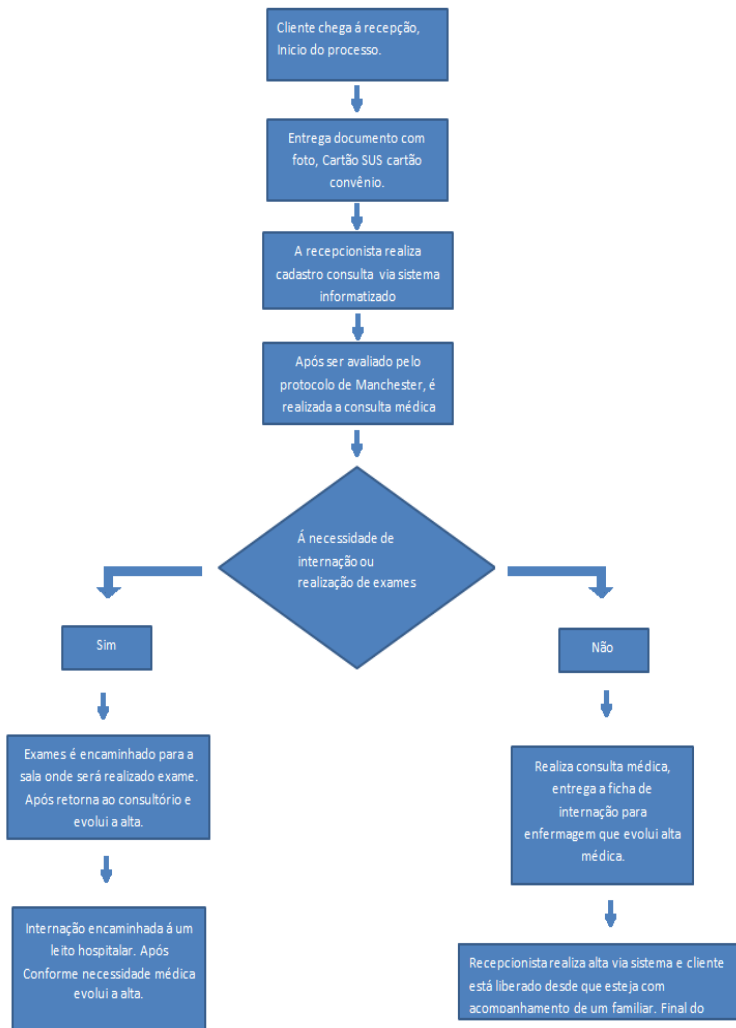 Cliente chega á recepção,
Inicio do processo.
Entrega documento com
foto, Cartão SUS cartão
convênio.
A recepcionista realiza
cadastro consulta via sistema
informatizado
Após ser avaliado pelo
protocolo de Manchester, é
realizada a consulta médica
Á necessidade de
internação ou
realização de exames
Sim
Exames é encaminhado para a
sala onde será realizado exame.
Após retorna ao consultório e
evolui a alta.
Internação encaminhada á um
leito hospitalar. Após
Conforme necessidade médica
evolui a alta.
Não
Realiza consulta médica,
entrega a ficha de
internação para
enfermagem que evolui alta
médica.
Recepcionista realiza alta via sistema e cliente
está liberado desde que esteja com
acompanhamento de um familiar. Final do